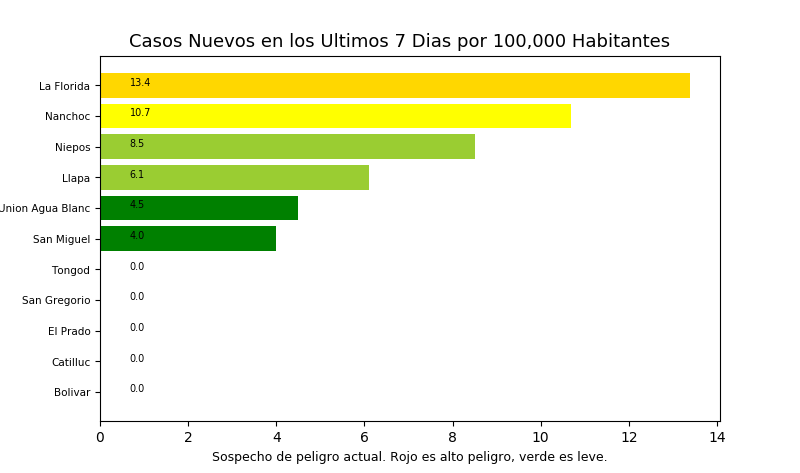 Casos Nuevos en los Ultimos 7 Dias por 100,000 Habitantes
La Florida 13.4
Nanchoc 10.7
Niepos 8.5
Llapa 6.1
Union Agua Blanc 4.5
San Miguel 4.0
Tongod 0.0
San Gregorio 0.0
El Prado 0.0
Catilluc 0.0
Bolivar 0.0
0 2 4 6 8 10 12 14
Sospecho de peligro actual. Rojo es alto peligro, verde es leve.